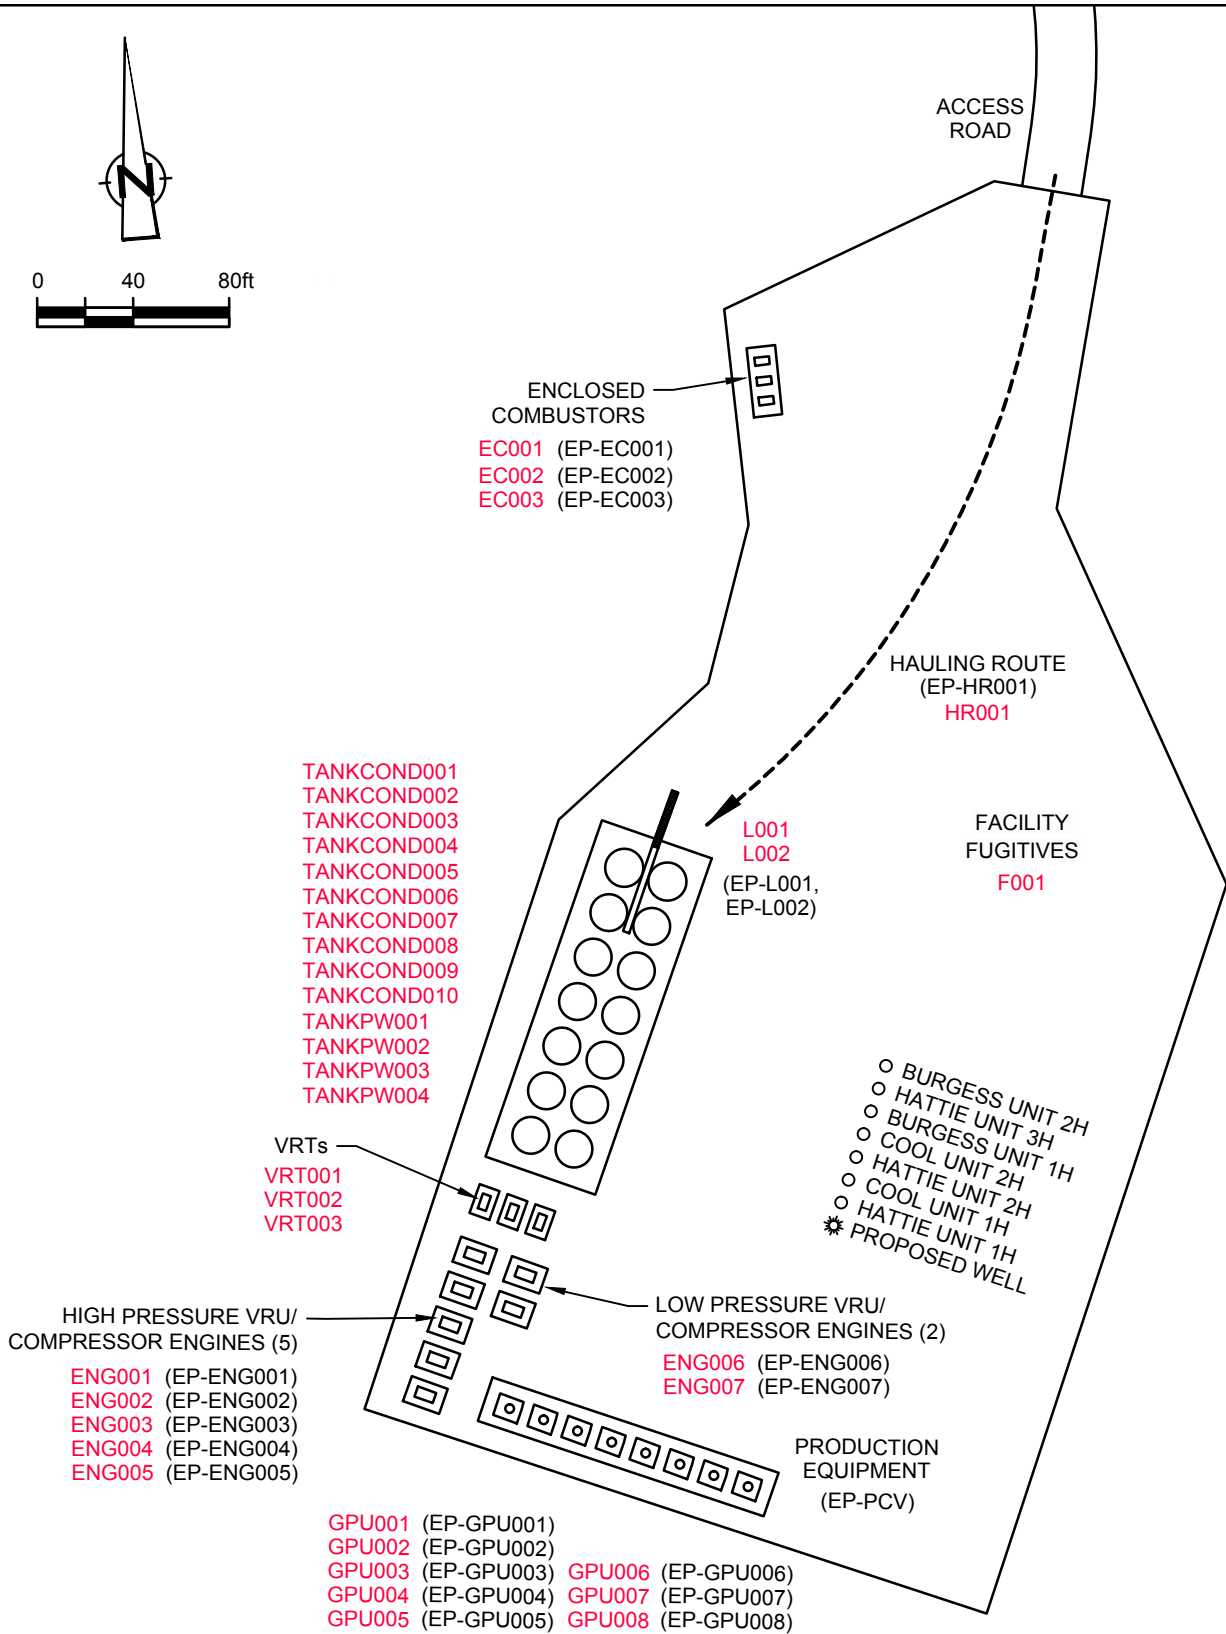 ACCESS
ROAD
N
0 40 80ft
ENCLOSED
COMBUSTORS
EC001 (EP-EC001)
EC002 (EP-EC002)
EC003 (EP-EC003)
HAULING ROUTE
(EP-HR001)
HR001
TANKCOND001
TANKCOND002
TANKCOND003
TANKCOND004
TANKCOND005
TANKCOND006
TANKCOND007
TANKCOND008
TANKCOND009
TANKCOND010
TANKPW001
TANKPW002
TANKPW003
TANKPW004
L001
L002
(EP-L001,
EP-L002)
FACILITY
FUGITIVES
F001
BURGESS UNIT 2H
HATTIE UNIT 3H
BURGESS UNIT 1H
COOL UNIT 2H
HATTIE UNIT 2H
COOL UNIT 1H
HATTIE UNIT 1H
PROPOSED WELL
VRTs
VRT001
VRT002
VRT003
HIGH PRESSURE VRU/
COMPRESSOR ENGINES (5)
ENG001 (EP-ENG001)
ENG002 (EP-ENG002)
ENG003 (EP-ENG003)
ENG004 (EP-ENG004)
ENG005 (EP-ENG005)
LOW PRESSURE VRU/
COMPRESSOR ENGINES (2)
ENG006 (EP-ENG006)
ENG007 (EP-ENG007)
PRODUCTION
EQUIPMENT
(EP-PCV)
GPU001 (EP-GPU001)
GPU002 (EP-GPU002)
GPU003 (EP-GPU003) GPU006 (EP-GPU006)
GPU004 (EP-GPU004) GPU007 (EP-GPU007)
GPU005 (EP-GPU005) GPU008 (EP-GPU008)